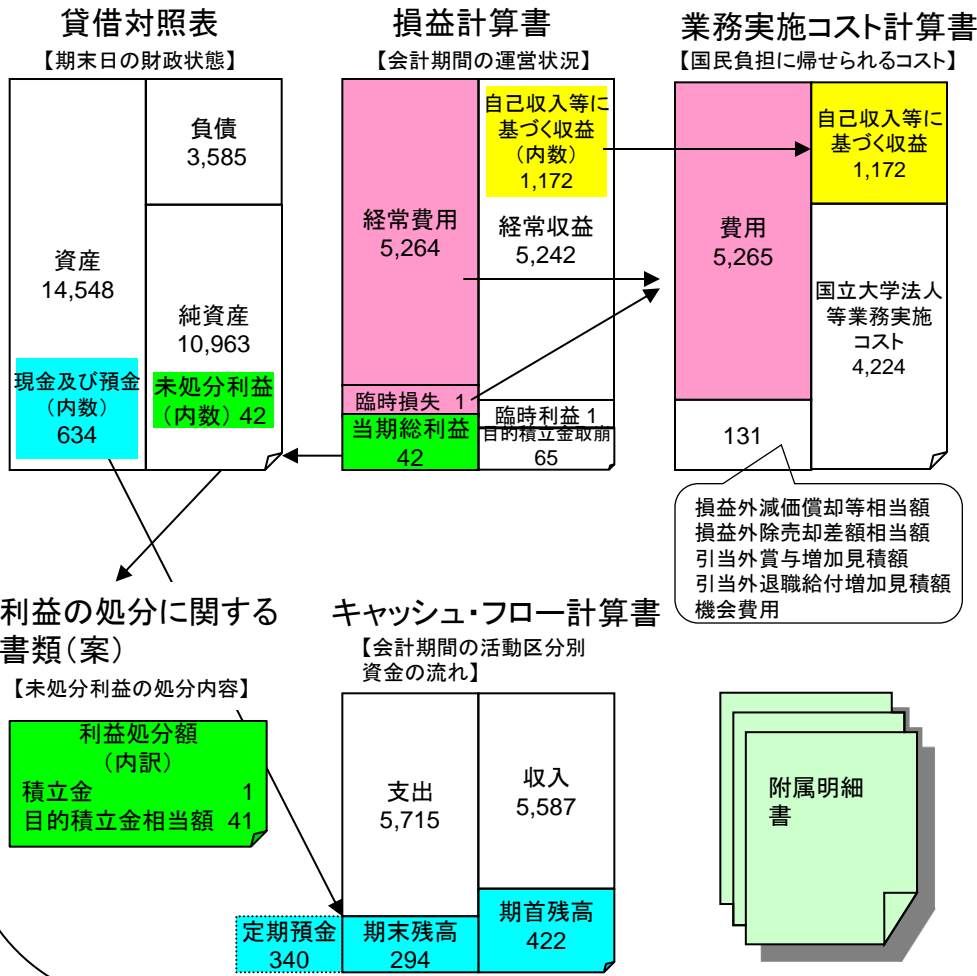 貸借対照表
【期末日の財政状態】
負債
3,585
資産
14,548
純資産
10,963
現金及び預金
（内数）
634
未処分利益
（内数） 42
損益計算書
【会計期間の運営状況】
自己収入等に
基づく収益
（内数）
1,172
経常費用
5,264
経常収益
5,242
臨時損失 1
当期総利益
42
臨時利益 1
目的積立金取崩
65
業務実施コスト計算書
【国民負担に帰せられるコスト】
自己収入等に
基づく収益
1,172
費用
5,265
国立大学法人
等業務実施
コスト
4,224
131
損益外減価償却等相当額
損益外除売却差額相当額
引当外賞与増加見積額
引当外退職給付増加見積額
機会費用
利益の処分に関する
書類（案）
【未処分利益の処分内容】
利益処分額
（内訳）
積立金 1
目的積立金相当額 41
キャッシュ・フロー計算書
【会計期間の活動区分別
資金の流れ】
支出
5,715
収入
5,587
定期預金
340
期末残高
294
期首残高
422
附属明細
書